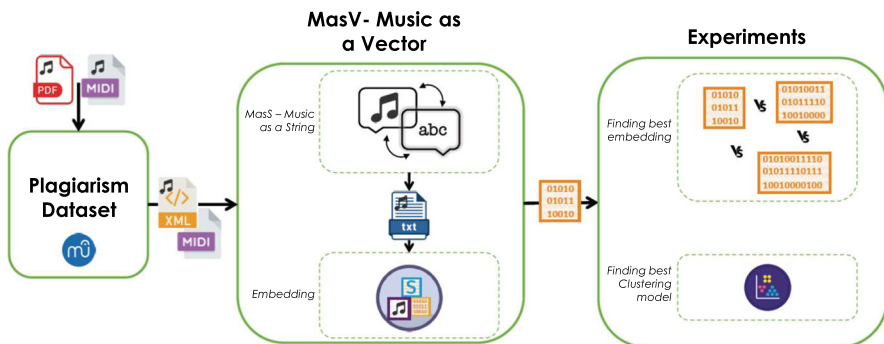 MasV- Music as
a Vector
Experiments
PDF
MIDI
Plagiarism
Dataset
mu
</>
XML
MIDI
MasS – Music
as a String
abc
txt
Embedding
S
01010
01011
10010
01010
01011
10010
Vs
01010011
01011110
10010000
Vs
Vs
01010011110
01011110111
10010000100
Finding best
embedding
Finding best
Clustering
model